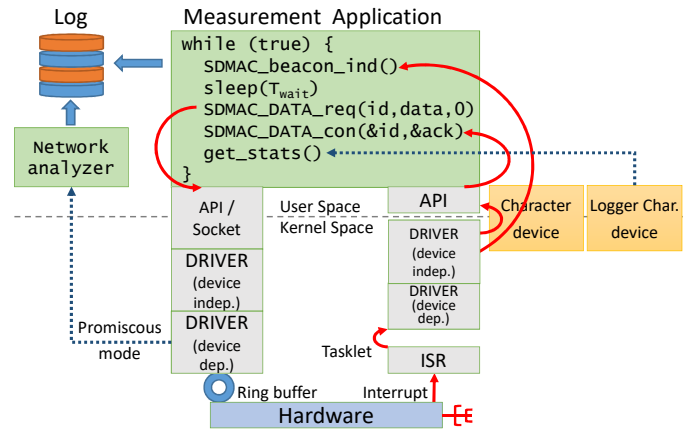 Log
Measurement Application
while (true) {
SDMAC_beacon_ind()
sleep(Twait)
SDMAC_DATA_req(id,data,0)
SDMAC_DATA_con(&id,&ack)
get_stats()
}
Network
analyzer
API /
Socket
User Space
Kernel Space
API
Character
device
Logger Char.
device
DRIVER
(device
indep.)
DRIVER
(device
indep.)
DRIVER
(device
dep.)
DRIVER
(device
dep.)
Promiscous
mode
Tasklet
ISR
Ring buffer
Interrupt
Hardware